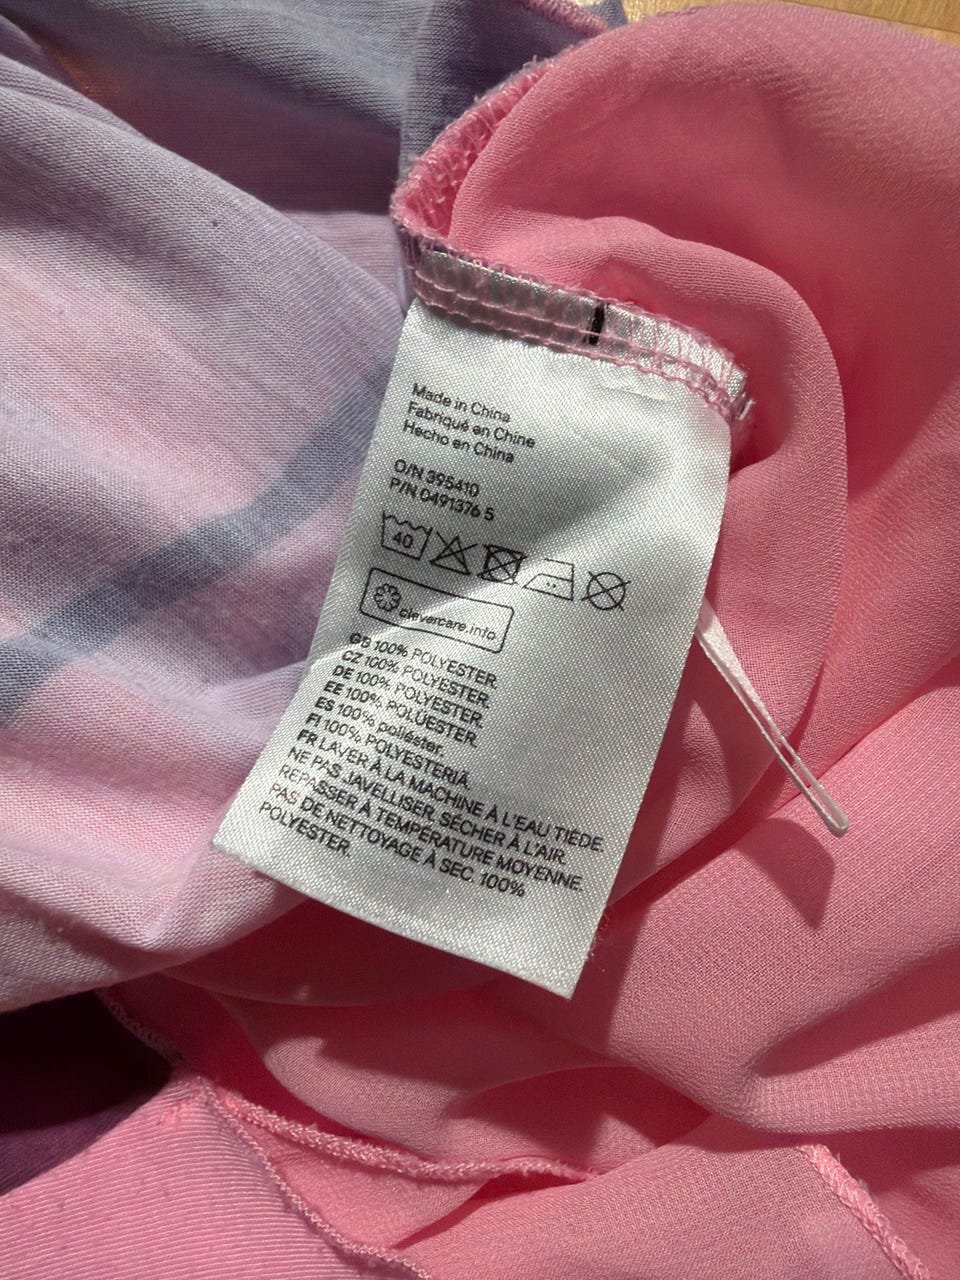 Made in China
Fabriqué en Chine
Hecho en China
O/N 395410
P/N 0491376 5
40
clevercare.info
GB 100% POLYESTER.
CZ 100% POLYESTER.
DE 100% POLYESTER.
EE 100% POLÜESTER.
ES 100% poliéster.
FI 100% POLYESTERIÄ.
FR LAVER À LA MACHINE À L'EAU TIÈDE.
NE PAS JAVELLISER. SÉCHER À L'AIR.
REPASSER À TEMPÉRATURE MOYENNE.
PAS DE NETTOYAGE À SEC. 100%
POLYESTER.